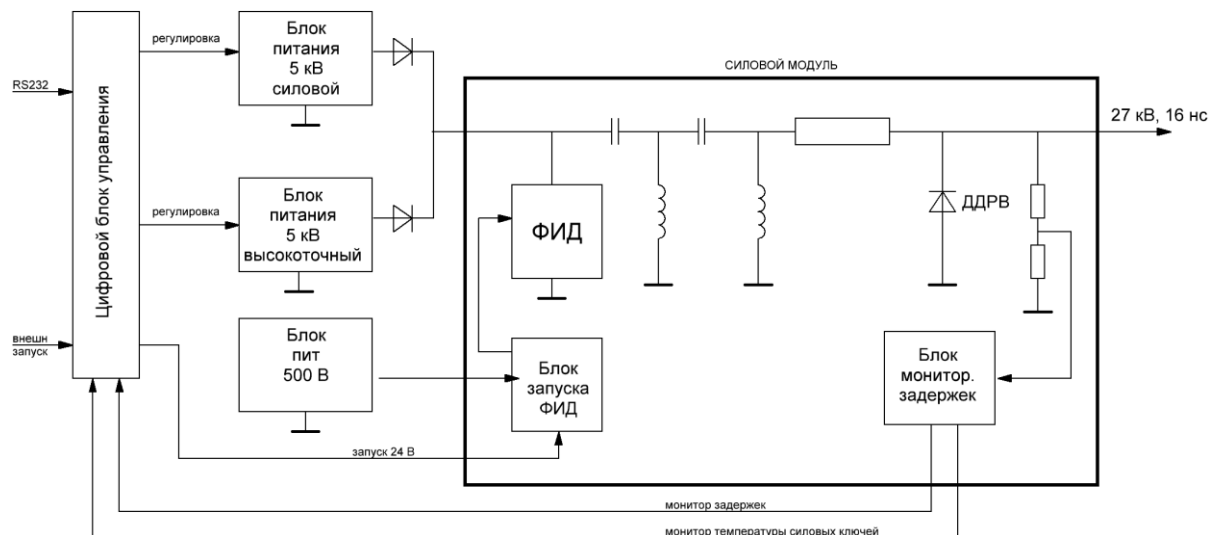 Цифровой блок управления
RS232
внешн
запуск
регулировка
Блок
питания
5 кВ
силовой
регулировка
Блок
питания
5 кВ
высокоточный
Блок
пит
500 В
запуск 24 В
СИЛОВОЙ МОДУЛЬ
ФИД
Блок
запуска
ФИД
ДДРВ
27 кВ, 16 нс
Блок
монитор.
задержек
монитор задержек
монитор температуры силовых ключей